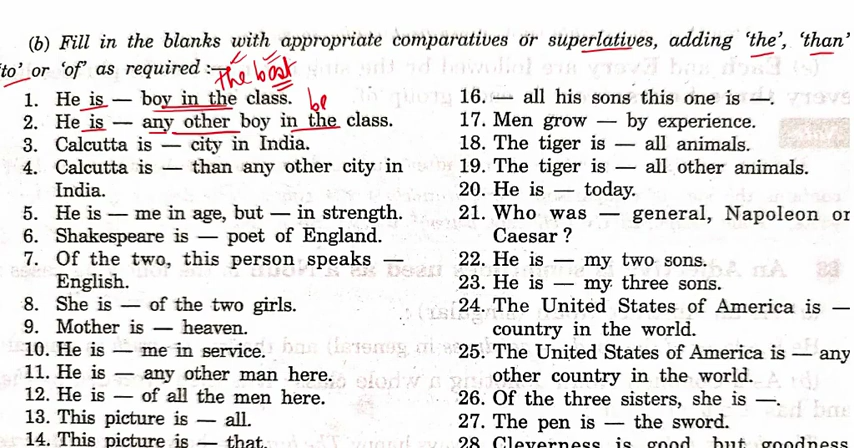 (b) Fill in the blanks with appropriate comparatives or superlatives, adding 'the', 'than'
'to' or 'of' as required :—
The best
1. He is — boy in the class.
be
2. He is — any other boy in the class.
3. Calcutta is — city in India.
4. Calcutta is — than any other city in
India.
5. He is — me in age, but — in strength.
6. Shakespeare is — poet of England.
7. Of the two, this person speaks —
English.
8. She is — of the two girls.
9. Mother is — heaven.
10. He is — me in service.
11. He is — any other man here.
12. He is — of all the men here.
13. This picture is — all.
14. This picture is — that.
16. — all his sons this one is —.
17. Men grow — by experience.
18. The tiger is — all animals.
19. The tiger is — all other animals.
20. He is — today.
21. Who was — general, Napoleon or
Caesar ?
22. He is — my two sons.
23. He is — my three sons.
24. The United States of America is —
country in the world.
25. The United States of America is — any
other country in the world.
26. Of the three sisters, she is —.
27. The pen is — the sword.
28. Cleverness is good but goodness